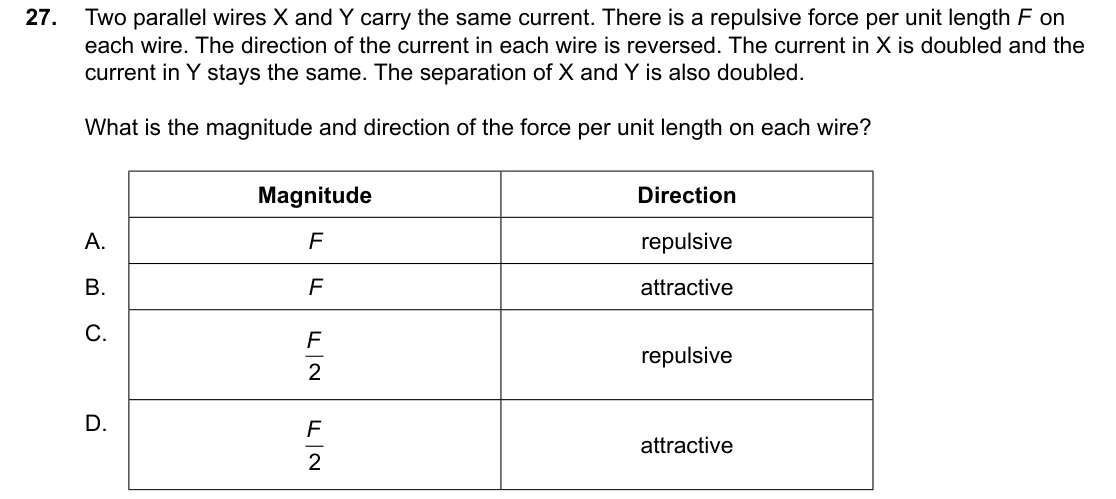 27. Two parallel wires X and Y carry the same current. There is a repulsive force per unit length F on
each wire. The direction of the current in each wire is reversed. The current in X is doubled and the
current in Y stays the same. The separation of X and Y is also doubled.
What is the magnitude and direction of the force per unit length on each wire?
Magnitude Direction
A. F repulsive
B. F attractive
C. F/2 repulsive
D. F/2 attractive